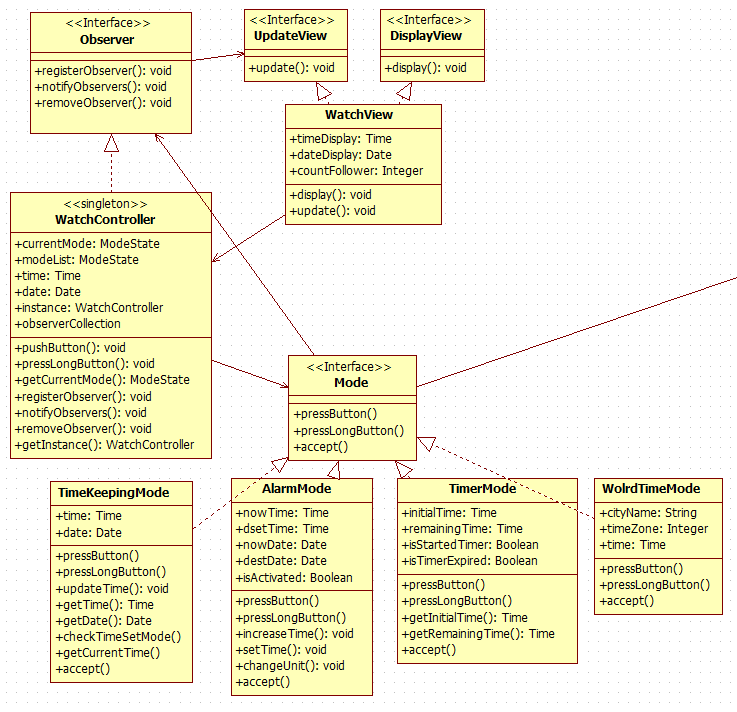 <<Interface>>
Observer
+registerObserver(): void
+notifyObservers(): void
+removeObserver(): void
<<Interface>>
UpdateView
+update(): void
<<Interface>>
DisplayView
+display(): void
WatchView
+timeDisplay: Time
+dateDisplay: Date
+countFollower: Integer
+display(): void
+update(): void
<<singleton>>
WatchController
+currentMode: ModeState
+modeList: ModeState
+time: Time
+date: Date
+instance: WatchController
+observerCollection
+pushButton(): void
+pressLongButton(): void
+getCurrentMode(): ModeState
+registerObserver(): void
+notifyObservers(): void
+removeObserver(): void
+getInstance(): WatchController
<<Interface>>
Mode
+pressButton()
+pressLongButton()
+accept()
TimeKeepingMode
+time: Time
+date: Date
+pressButton()
+pressLongButton()
+updateTime(): void
+getTime(): Time
+getDate(): Date
+checkTimeSetMode()
+getCurrentTime()
+accept()
AlarmMode
+nowTime: Time
+dsetTime: Time
+nowDate: Date
+destDate: Date
+isActivated: Boolean
+pressButton()
+pressLongButton()
+increaseTime(): void
+setTime(): void
+changeUnit(): void
+accept()
TimerMode
+initialTime: Time
+remainingTime: Time
+isStartedTimer: Boolean
+isTimerExpired: Boolean
+pressButton()
+pressLongButton()
+getInitialTime(): Time
+getRemainingTime(): Time
+accept()
WolrdTimeMode
+cityName: String
+timeZone: Integer
+time: Time
+pressButton()
+pressLongButton()
+accept()